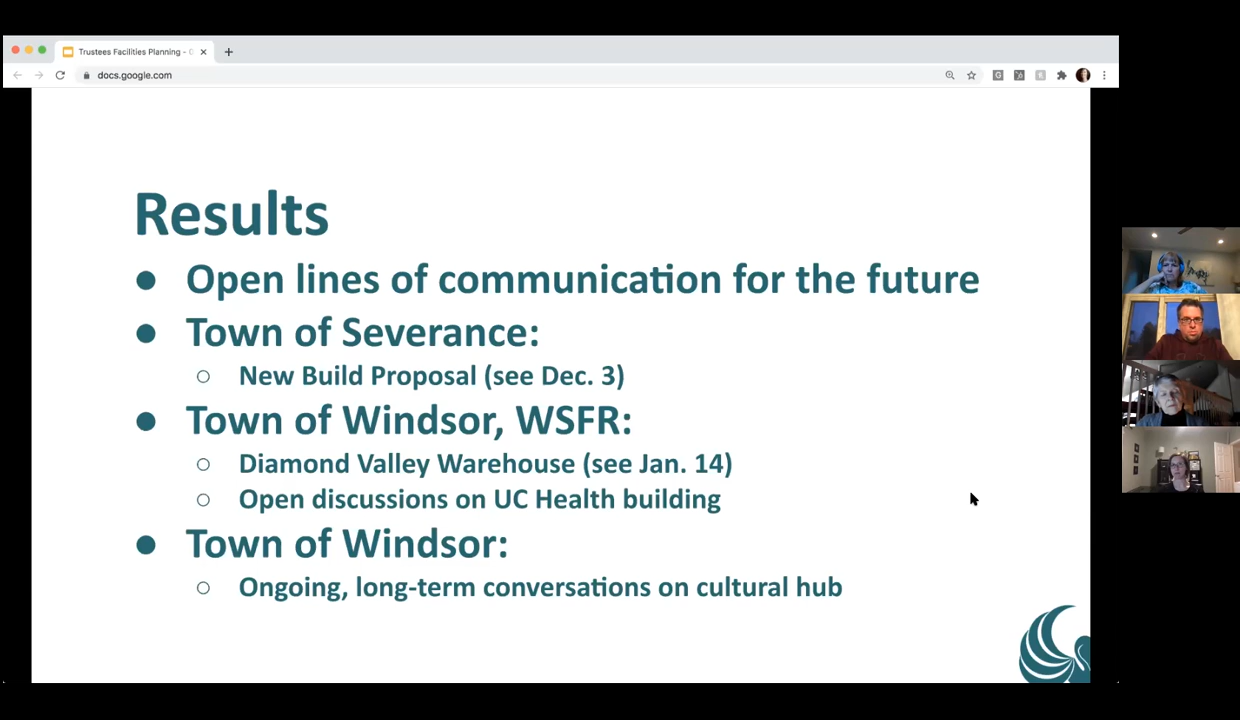 Trustees Facilities Planning - 
docs.google.com
Results
● Open lines of communication for the future
● Town of Severance:
○ New Build Proposal (see Dec. 3)
● Town of Windsor, WSFR:
○ Diamond Valley Warehouse (see Jan. 14)
○ Open discussions on UC Health building
● Town of Windsor:
○ Ongoing, long-term conversations on cultural hub